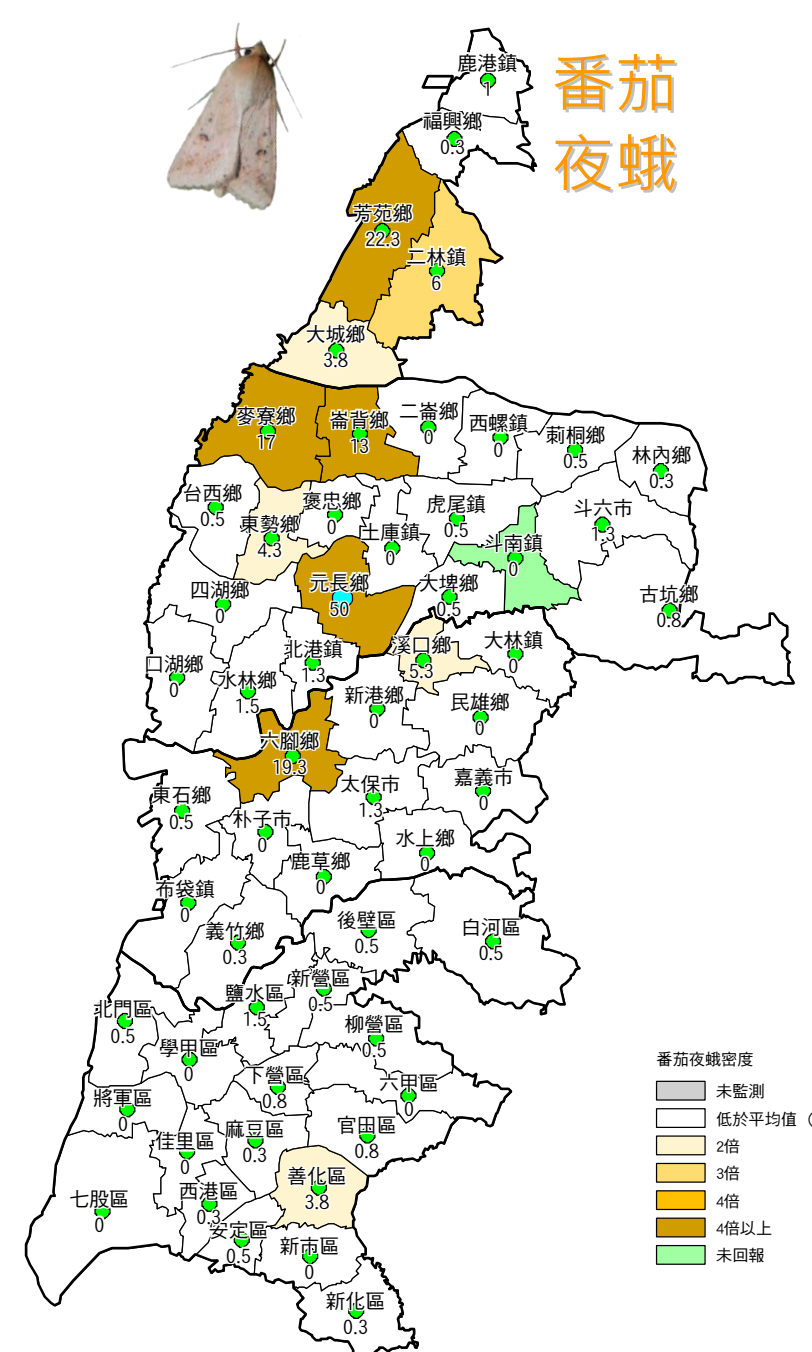 番茄
夜蛾
鹿港鎮
1
福興鄉
0.3
芳苑鄉
22.3
二林鎮
6
大城鄉
3.8
麥寮鄉
17
崙背鄉
13
二崙鄉
0
西螺鎮
0
莿桐鄉
0.5
林內鄉
0.3
台西鄉
0.5
東勢鄉
4.3
褒忠鄉
0
土庫鎮
0
虎尾鎮
0.5
斗南鎮
0
斗六市
1.3
四湖鄉
0
元長鄉
50
大埤鄉
0.5
古坑鄉
0.8
口湖鄉
0
水林鄉
1.5
北港鎮
1.3
溪口鄉
5.3
大林鎮
0
新港鄉
0
民雄鄉
0
六腳鄉
19.3
東石鄉
0.5
朴子市
0
太保市
1.3
嘉義市
0
水上鄉
0
鹿草鄉
0
布袋鎮
0
義竹鄉
0.3
後壁區
0.5
白河區
0.5
北門區
0.5
鹽水區
1.5
新營區
0.5
柳營區
0.5
學甲區
0
下營區
0.8
六甲區
0
將軍區
0
佳里區
0
麻豆區
0.3
官田區
0.8
七股區
0
西港區
0.3
善化區
3.8
安定區
0.5
新市區
0
新化區
0.3
番茄夜蛾密度
未監測
低於平均值（
2倍
3倍
4倍
4倍以上
未回報